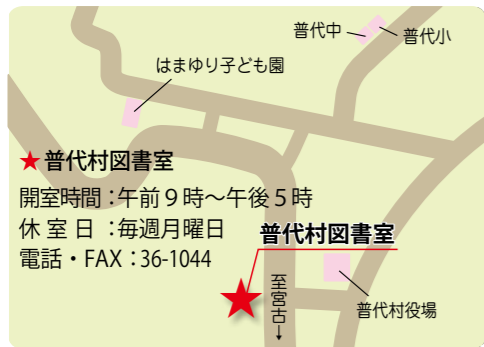 普代中
普代小
はまゆり子ども園
★普代村図書室
開室時間：午前９時～午後５時
休 室 日 ：毎週月曜日
電話・FAX：36-1044
普代村図書室
至宮古→
普代村役場